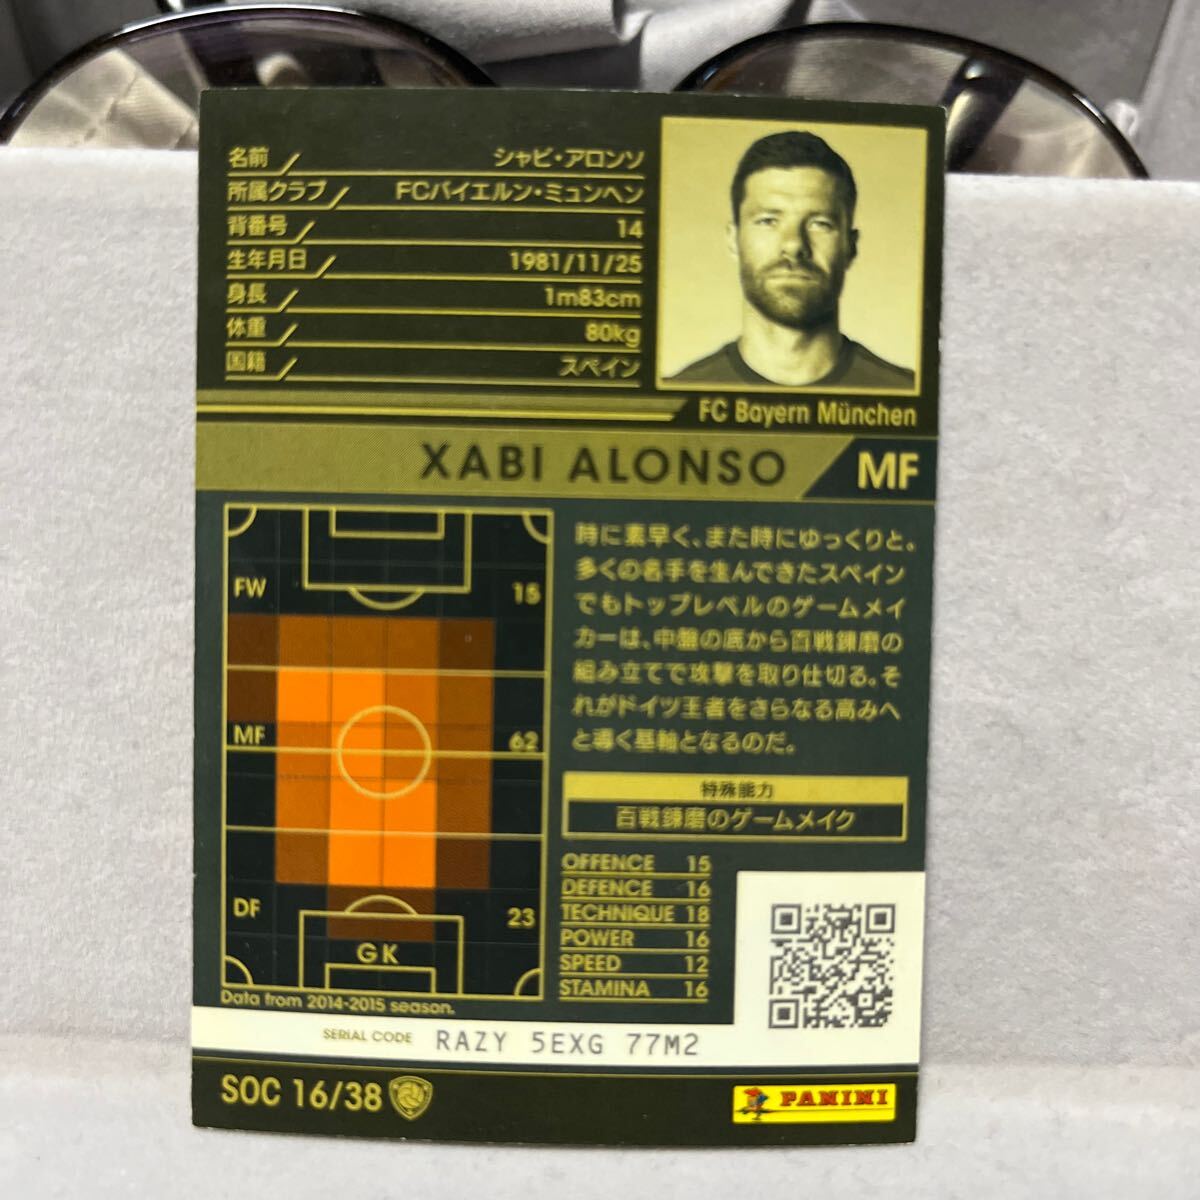 名前 シャビ・アロンソ
所属クラブ FCバイエルン・ミュンヘン
背番号 14
生年月日 1981/11/25
身長 1m83cm
体重 80kg
国籍 スペイン
FC Bayern München
XABI ALONSO MF
FW 15
MF 62
DF 23
GK
Data from 2014-2015 season.
時に素早く、また時にゆっくりと。
多くの名手を生んできたスペイン
でもトップレベルのゲームメイ
カーは、中盤の底から百戦錬磨の
組み立てで攻撃を取り仕切る。そ
れがドイツ王者をさらなる高みへ
と導く基軸となるのだ。
特殊能力
百戦錬磨のゲームメイク
OFFENCE 15
DEFENCE 16
TECHNIQUE 18
POWER 16
SPEED 12
STAMINA 16
SERIAL CODE RAZY 5EXG 77M2
SOC 16/38
PANINI